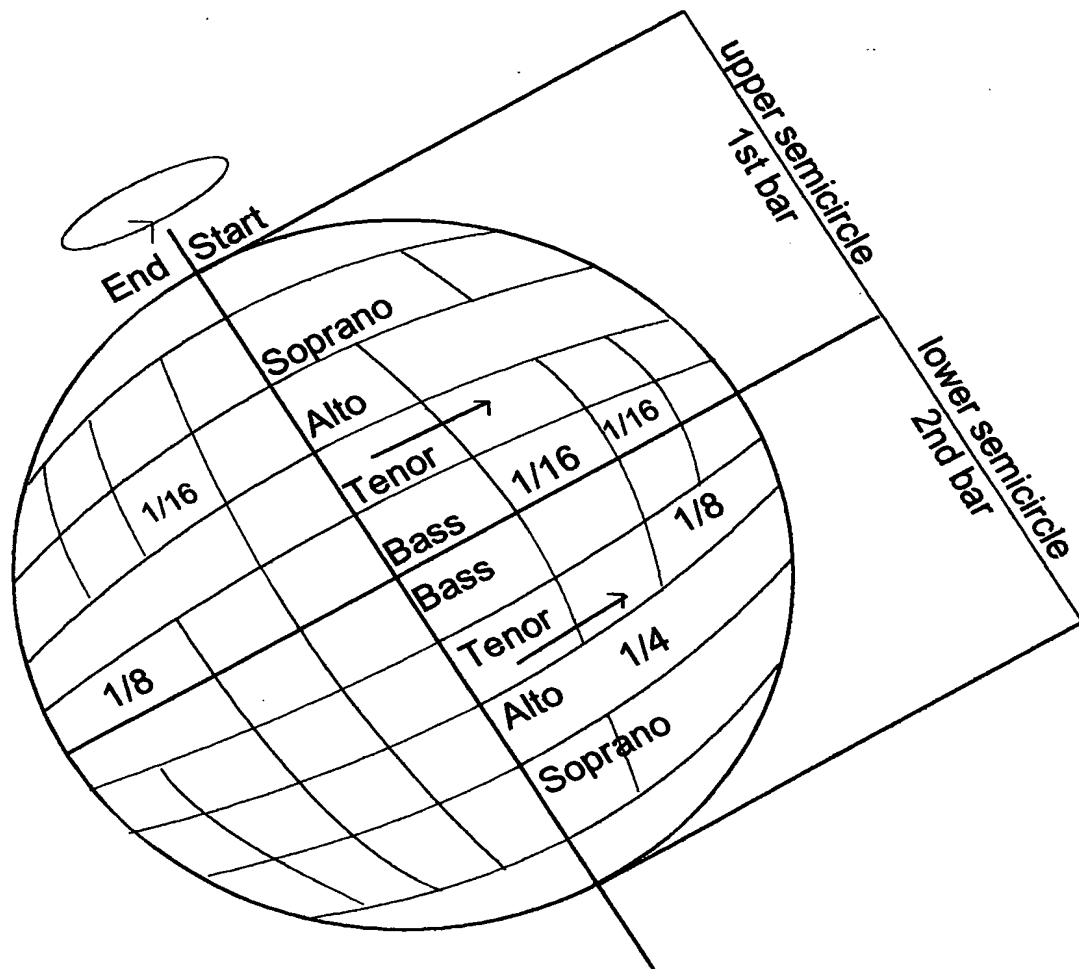 upper semicircle
1st bar
Start
End
Soprano
Alto
Tenor
1/16
1/16
1/16
Bass
Bass
1/8
lower semicircle
2nd bar
Tenor
1/4
1/8
Alto
Soprano